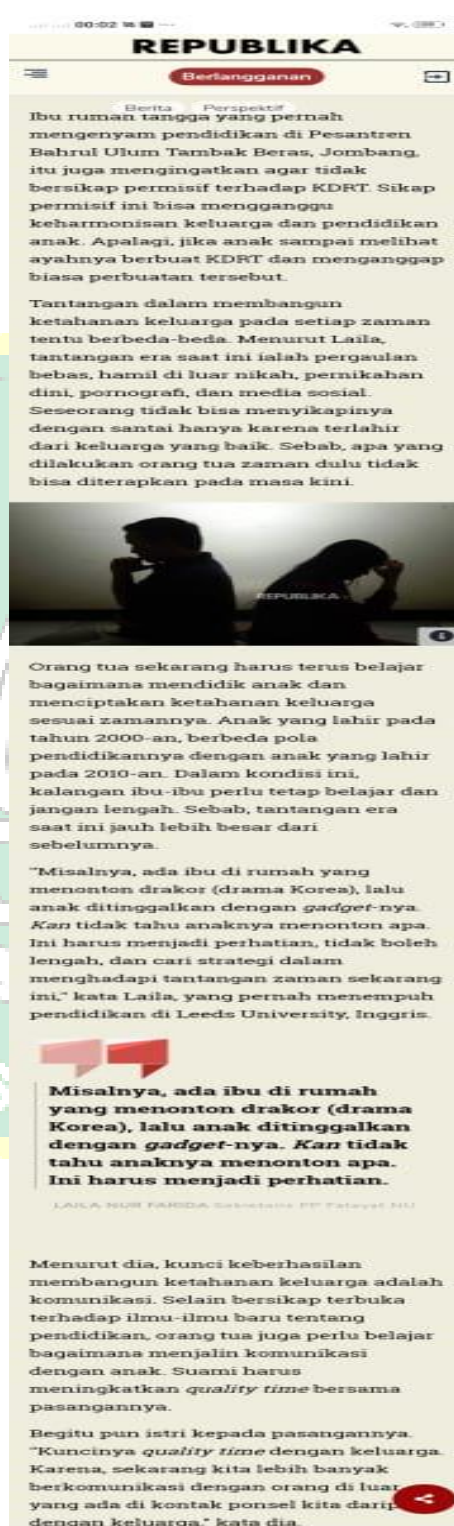 00:02
REPUBLIKA
Berlangganan
Berita Perspektif
Ibu rumah tangga yang pernah
mengenyam pendidikan di Pesantren
Bahrul Ulum Tambak Beras, Jombang,
itu juga mengingatkan agar tidak
bersikap permisif terhadap KDRT. Sikap
permisif ini bisa mengganggu
keharmonisan keluarga dan pendidikan
anak. Apalagi, jika anak sampai melihat
ayahnya berbuat KDRT dan menganggap
biasa perbuatan tersebut.
Tantangan dalam membangun
ketahanan keluarga pada setiap zaman
tentu berbeda-beda. Menurut Laila,
tantangan era saat ini ialah pergaulan
bebas, hamil di luar nikah, pernikahan
dini, pornografi, dan media sosial.
Seseorang tidak bisa menyikapinya
dengan santai hanya karena terlahir
dari keluarga yang baik. Sebab, apa yang
dilakukan orang tua zaman dulu tidak
bisa diterapkan pada masa kini.
REPUBLIKA
Orang tua sekarang harus terus belajar
bagaimana mendidik anak dan
menciptakan ketahanan keluarga
sesuai zamannya. Anak yang lahir pada
tahun 2000-an, berbeda pola
pendidikannya dengan anak yang lahir
pada 2010-an. Dalam kondisi ini,
kalangan ibu-ibu perlu tetap belajar dan
jangan lengah. Sebab, tantangan era
saat ini jauh lebih besar dari
sebelumnya.
"Misalnya, ada ibu di rumah yang
menonton drakor (drama Korea), lalu
anak ditinggalkan dengan gadget-nya.
Kan tidak tahu anaknya menonton apa.
Ini harus menjadi perhatian, tidak boleh
lengah, dan cari strategi dalam
menghadapi tantangan zaman sekarang
ini," kata Laila, yang pernah menempuh
pendidikan di Leeds University, Inggris.
Misalnya, ada ibu di rumah
yang menonton drakor (drama
Korea), lalu anak ditinggalkan
dengan gadget-nya. Kan tidak
tahu anaknya menonton apa.
Ini harus menjadi perhatian.
LAILA NUR FARIDA Sekretaris PP Fatayat NU
Menurut dia, kunci keberhasilan
membangun ketahanan keluarga adalah
komunikasi. Selain bersikap terbuka
terhadap ilmu-ilmu baru tentang
pendidikan, orang tua juga perlu belajar
bagaimana menjalin komunikasi
dengan anak. Suami harus
meningkatkan quality time bersama
pasangannya.
Begitu pun istri kepada pasangannya.
"Kuncinya quality time dengan keluarga.
Karena, sekarang kita lebih banyak
berkomunikasi dengan orang di luar
yang ada di kontak ponsel kita darip
dengan keluarga," kata dia.